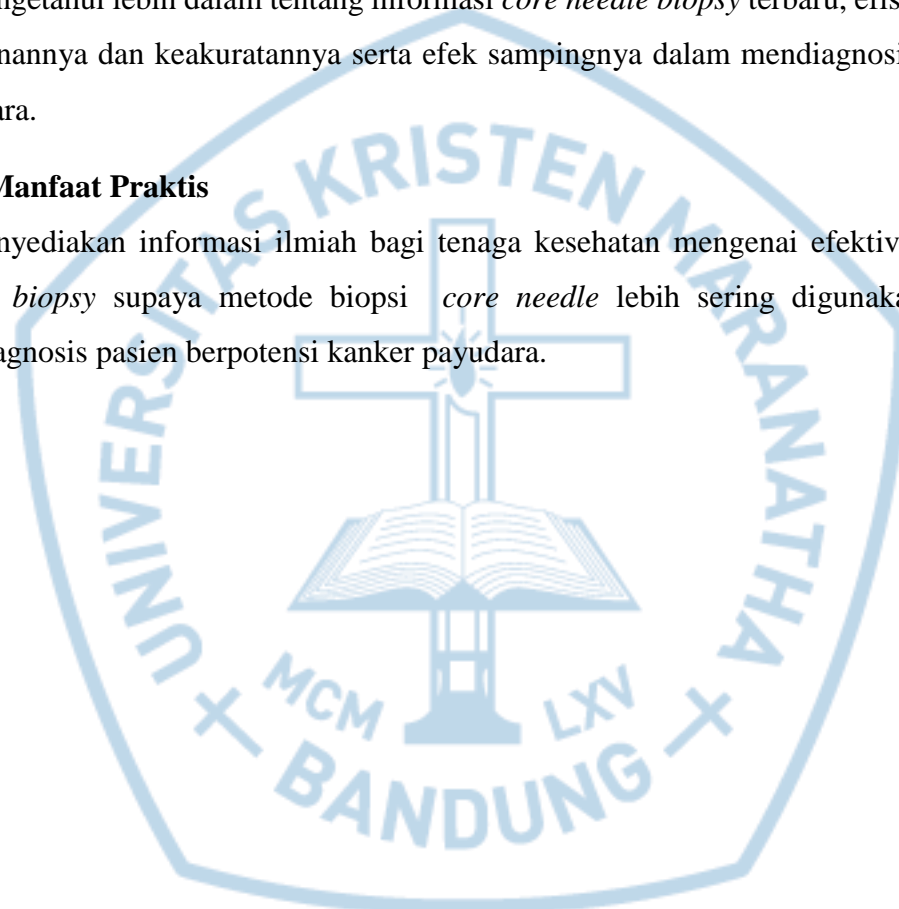 ngetahui lebih dalam tentang informasi core needle biopsy terbaru, efis
nannya dan keakuratannya serta efek sampingnya dalam mendiagnosi
ara.
Manfaat Praktis
nyediakan informasi ilmiah bagi tenaga kesehatan mengenai efektiv
biopsy supaya metode biopsi core needle lebih sering digunaka
agnosis pasien berpotensi kanker payudara.
UNIVERSITAS KRISTEN MARANATHA
MCM LXV
BANDUNG